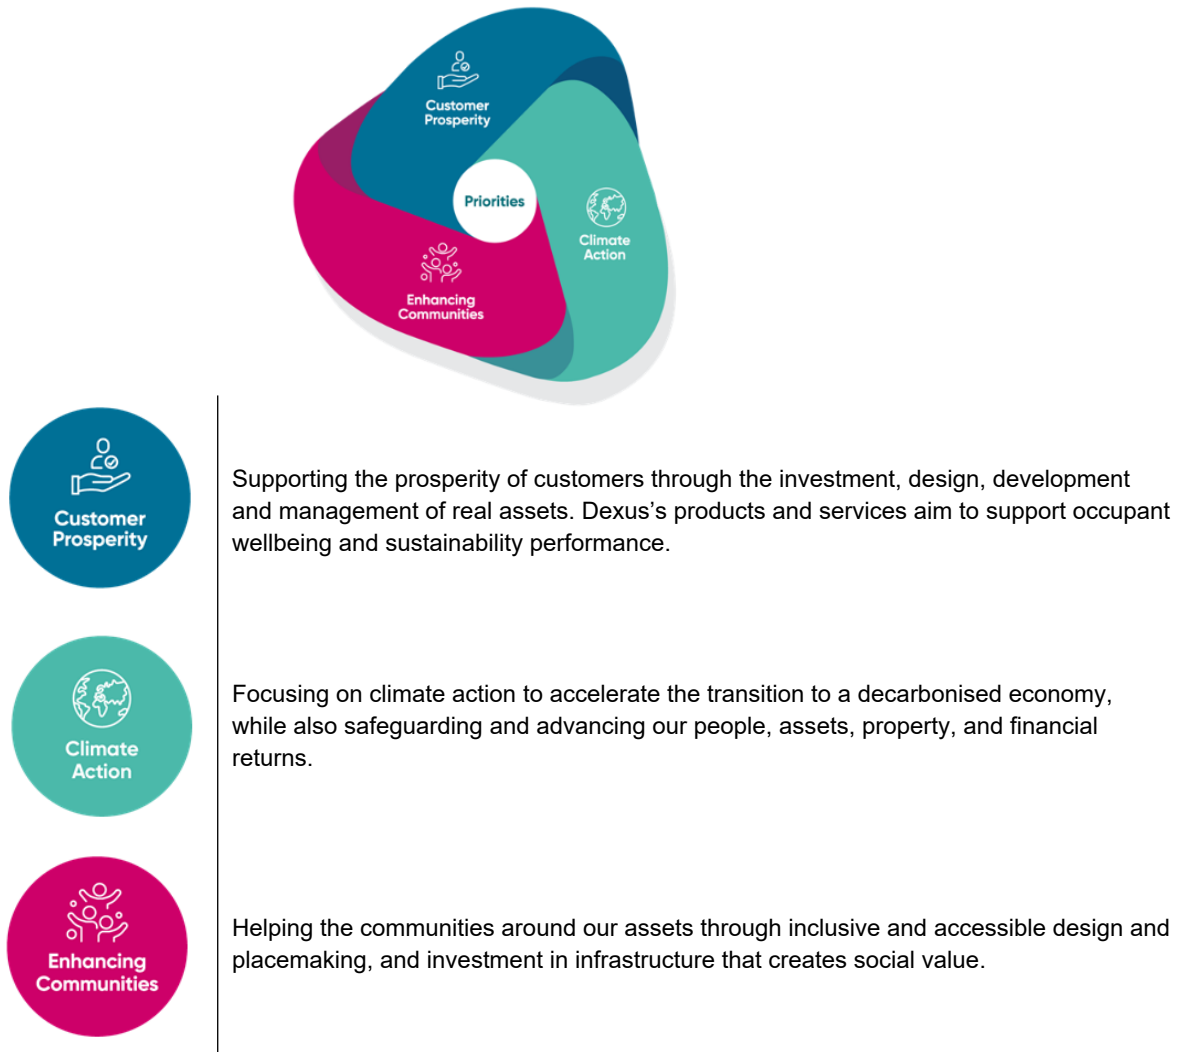 Customer
Prosperity
Priorities
Climate
Action
Enhancing
Communities
Customer
Prosperity
Supporting the prosperity of customers through the investment, design, development
and management of real assets. Dexus’s products and services aim to support occupant
wellbeing and sustainability performance.
Climate
Action
Focusing on climate action to accelerate the transition to a decarbonised economy,
while also safeguarding and advancing our people, assets, property, and financial
returns.
Enhancing
Communities
Helping the communities around our assets through inclusive and accessible design and
placemaking, and investment in infrastructure that creates social value.